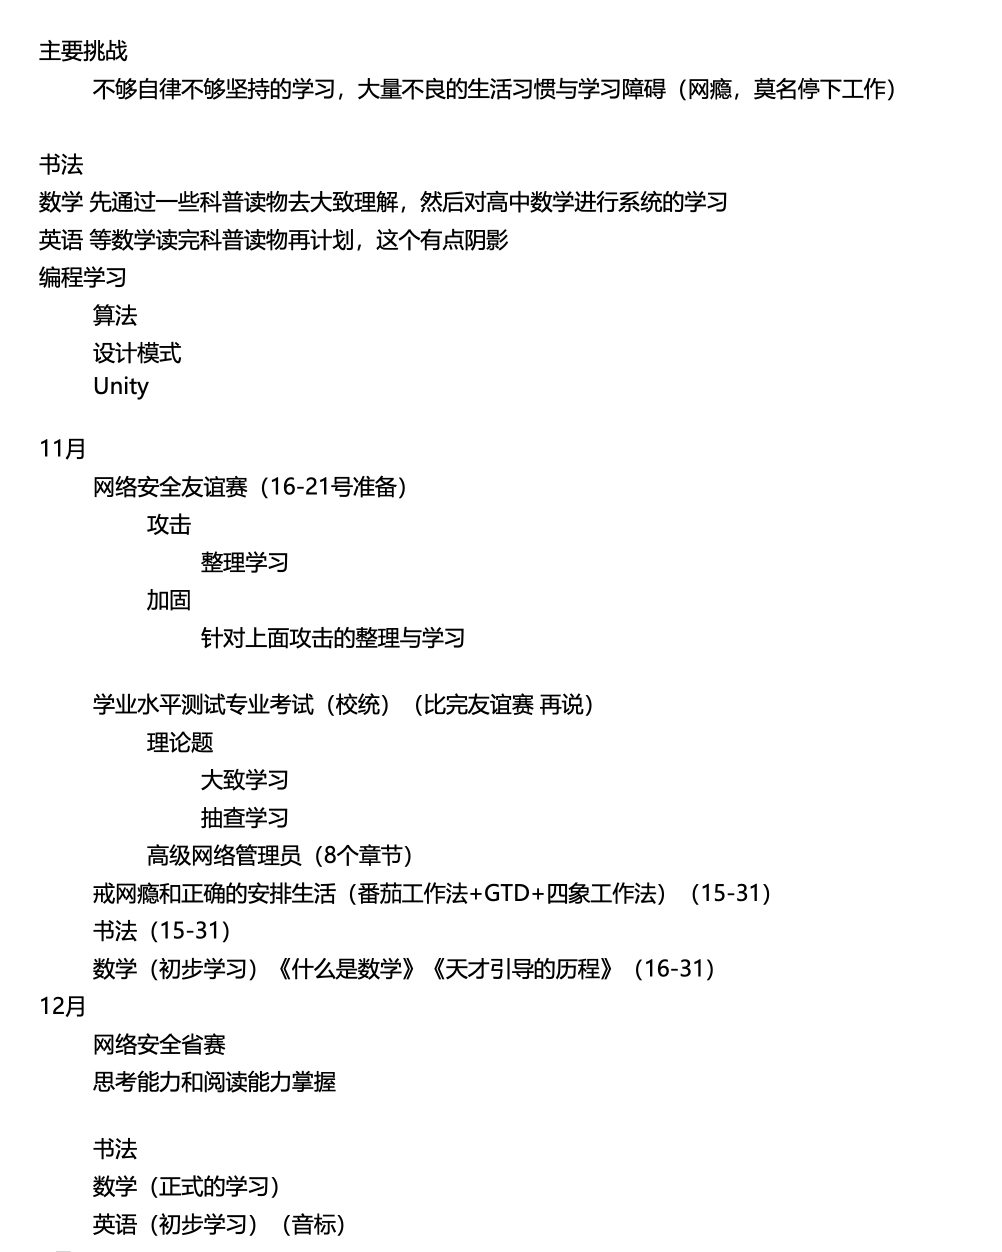 主要挑战
不够自律不够坚持的学习，大量不良的生活习惯与学习障碍（网瘾，莫名停下工作）
书法
数学 先通过一些科普读物去大致理解，然后对高中数学进行系统的学习
英语 等数学读完科普读物再计划，这个有点阴影
编程学习
算法
设计模式
Unity
11月
网络安全友谊赛（16-21号准备）
攻击
整理学习
加固
针对上面攻击的整理与学习
学业水平测试专业考试（校统）（比完友谊赛 再说）
理论题
大致学习
抽查学习
高级网络管理员（8个章节）
戒网瘾和正确的安排生活（番茄工作法+GTD+四象工作法）（15-31）
书法（15-31）
数学（初步学习）《什么是数学》《天才引导的历程》（16-31）
12月
网络安全省赛
思考能力和阅读能力掌握
书法
数学（正式的学习）
英语（初步学习）（音标）